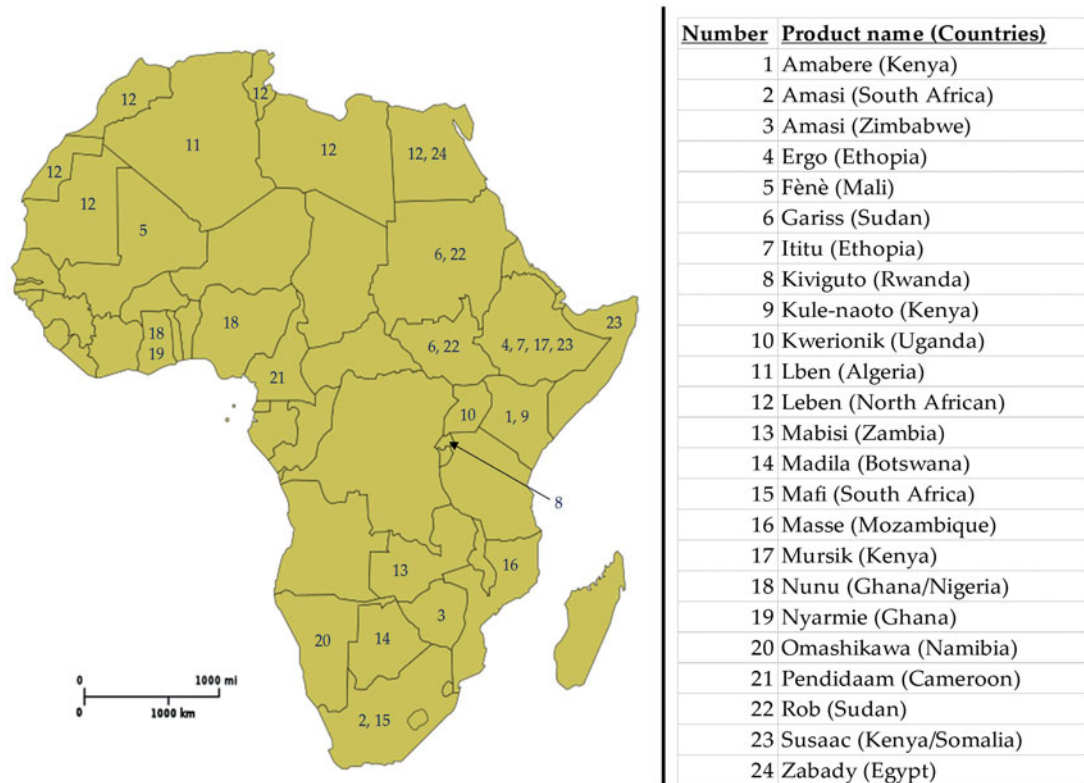 12
12
11
12
12, 24
12
12
5
6, 22
23
18
18
19
6, 22
4, 7, 17, 23
21
10
1, 9
8
13
16
3
20
14
2, 15
0
1000 mi
0
1000 km
Number Product name (Countries)
1 Amabere (Kenya)
2 Amasi (South Africa)
3 Amasi (Zimbabwe)
4 Ergo (Ethopia)
5 Fènè (Mali)
6 Gariss (Sudan)
7 Ititu (Ethopia)
8 Kiviguto (Rwanda)
9 Kule-naoto (Kenya)
10 Kwerionik (Uganda)
11 Lben (Algeria)
12 Leben (North African)
13 Mabisi (Zambia)
14 Madila (Botswana)
15 Mafi (South Africa)
16 Masse (Mozambique)
17 Mursik (Kenya)
18 Nunu (Ghana/Nigeria)
19 Nyarmie (Ghana)
20 Omashikawa (Namibia)
21 Pendidaam (Cameroon)
22 Rob (Sudan)
23 Susaac (Kenya/Somalia)
24 Zabady (Egypt)